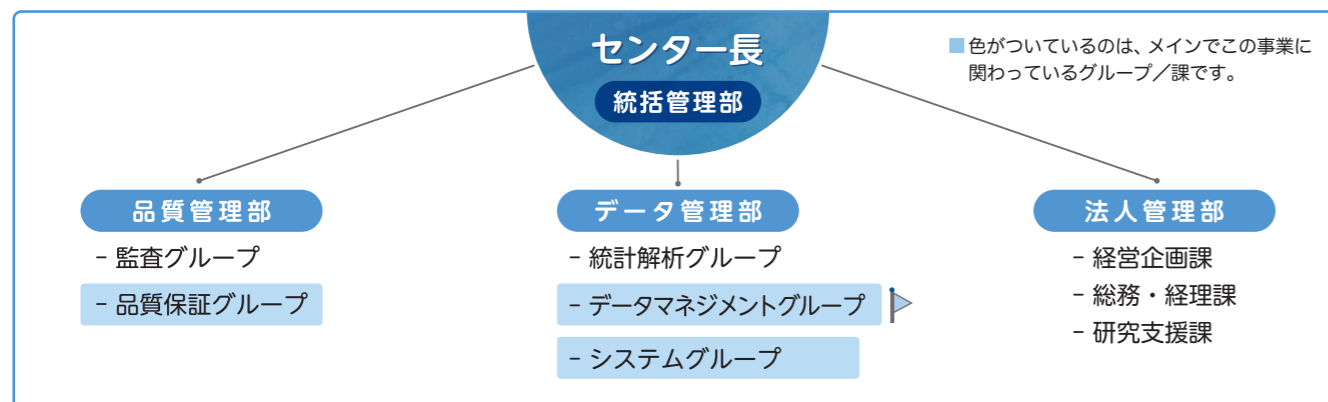 センター長
統括管理部
■色がついているのは、メインでこの事業に
関わっているグループ／課です。
品質管理部
- 監査グループ
- 品質保証グループ
データ管理部
- 統計解析グループ
- データマネジメントグループ
- システムグループ
法人管理部
- 経営企画課
- 総務・経理課
- 研究支援課